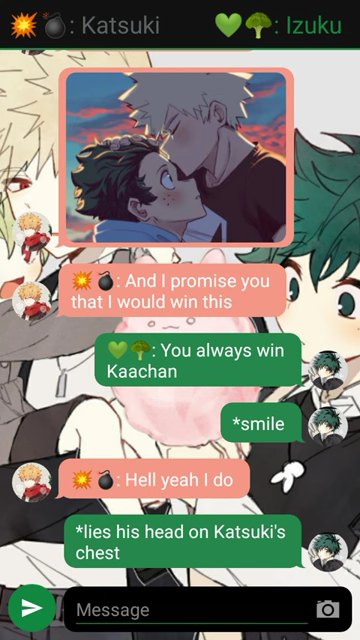 💥💣: Katsuki
💚🌳: Izuku
💥💣: And I promise you
that I would win this
💚🌳: You always win
Kaachan
*smile
💥💣: Hell yeah I do
*lies his head on Katsuki's
chest
Message